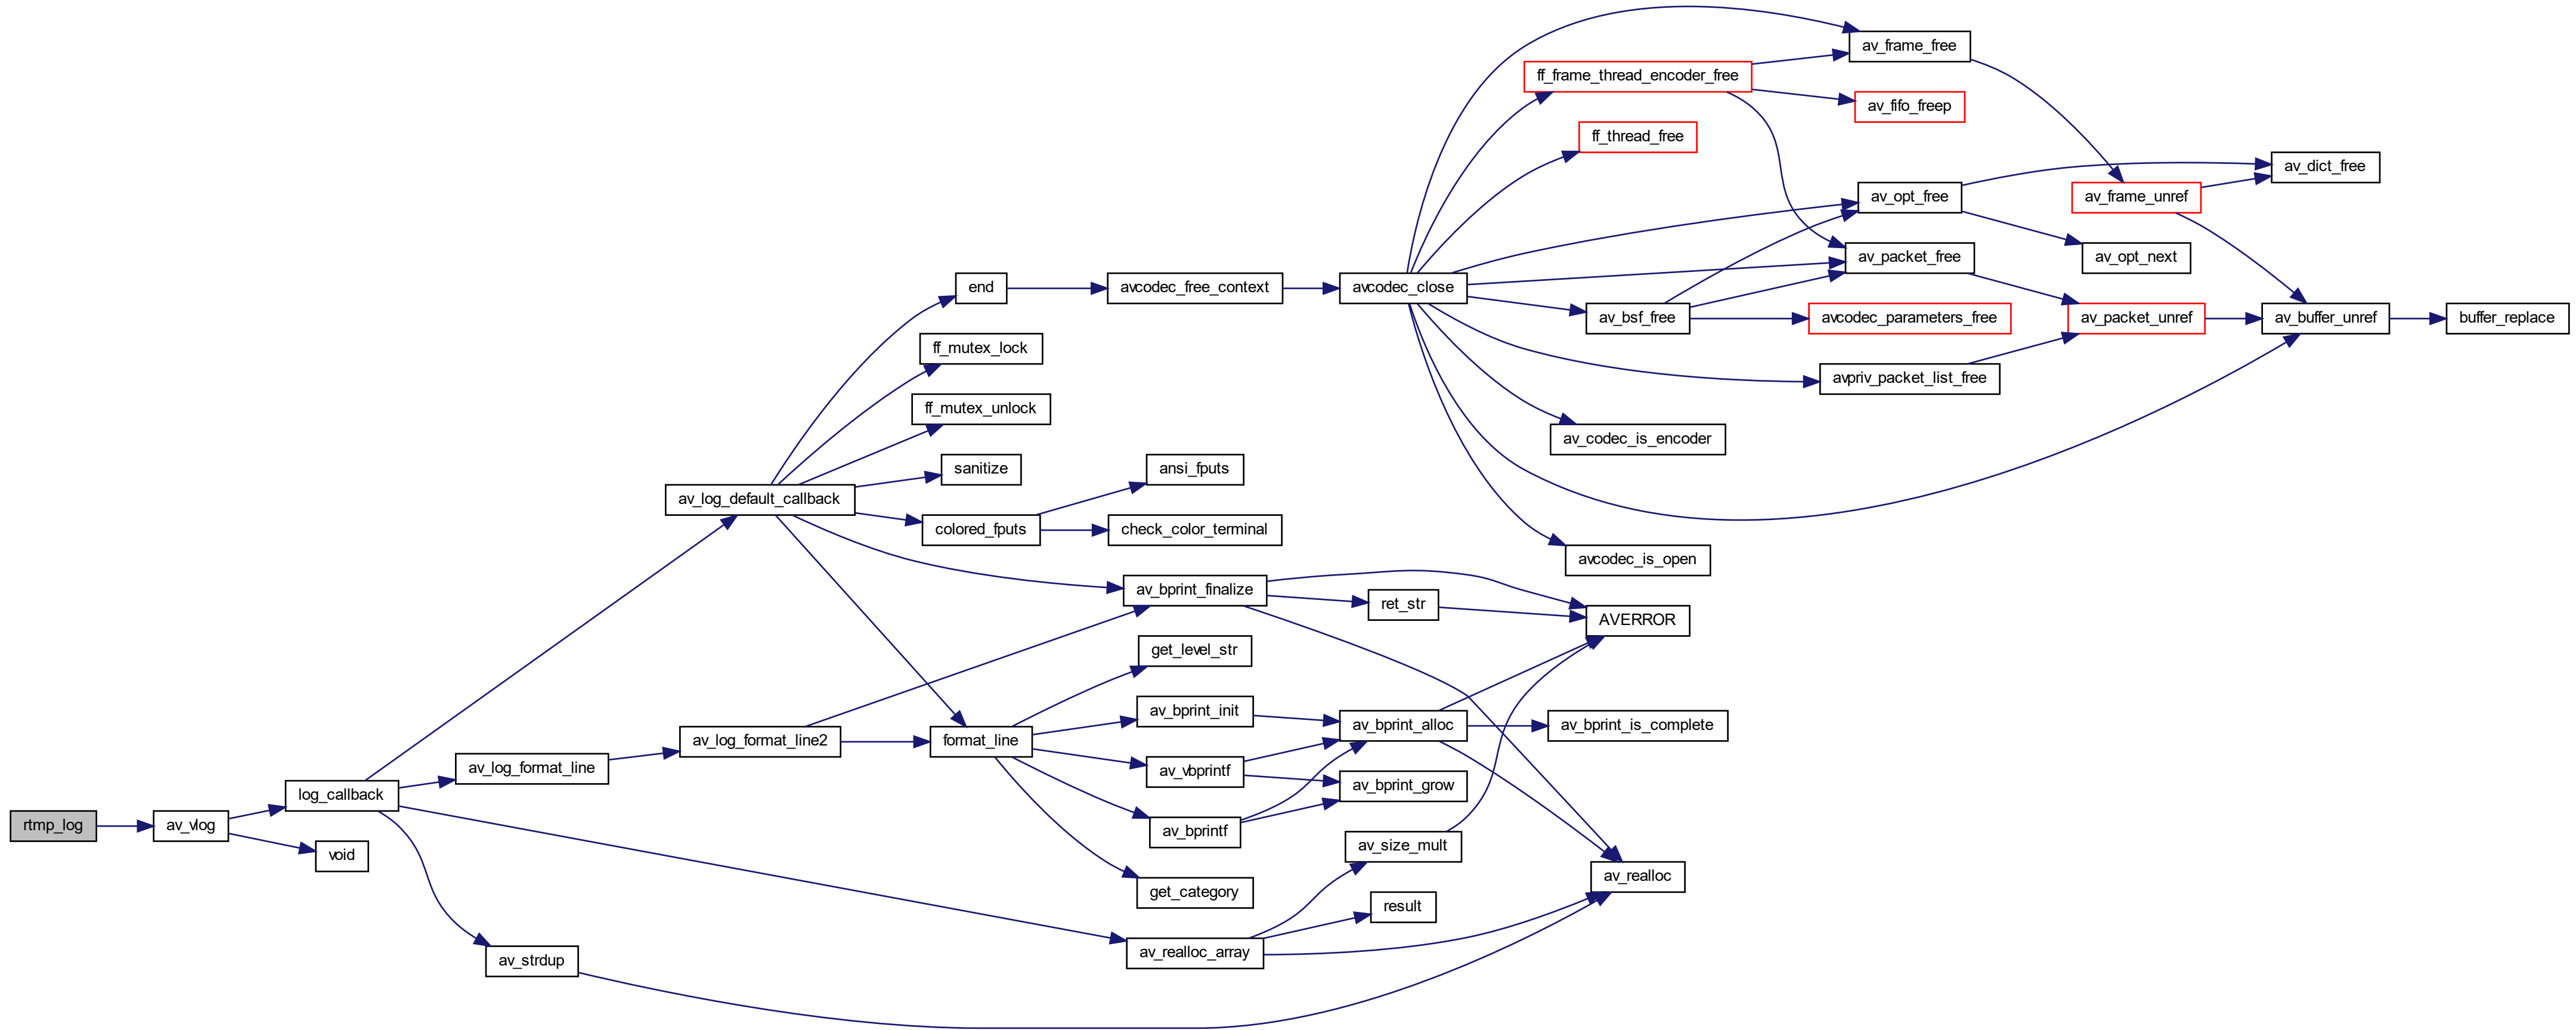 rtmp_log
av_vlog
log_callback
void
av_log_default_callback
av_log_format_line
av_log_format_line2
av_strdup
end
ff_mutex_lock
ff_mutex_unlock
sanitize
colored_fputs
format_line
avcodec_free_context
ansi_fputs
check_color_terminal
av_bprint_finalize
get_level_str
av_bprint_init
av_vbprintf
av_bprintf
get_category
av_realloc_array
avcodec_close
ret_str
av_bprint_alloc
av_bprint_grow
av_size_mult
result
ff_frame_thread_encoder_free
ff_thread_free
av_bsf_free
av_codec_is_encoder
avcodec_is_open
AVERROR
av_bprint_is_complete
av_realloc
av_frame_free
av_fifo_freep
av_opt_free
av_packet_free
avcodec_parameters_free
avpriv_packet_list_free
av_frame_unref
av_opt_next
av_packet_unref
av_dict_free
av_buffer_unref
buffer_replace